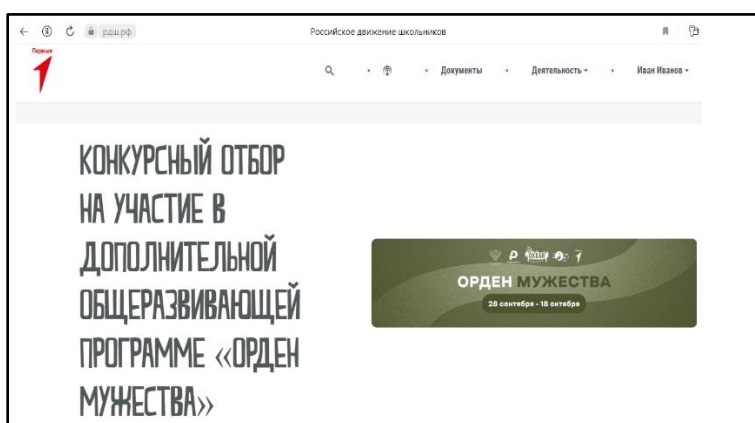 рдш.рф
Российское движение школьников
Первые
Документы
Деятельность
Иван Иванов
КОНКУРСНЫЙ ОТБОР
НА УЧАСТИЕ В
ДОПОЛНИТЕЛЬНОЙ
ОБЩЕРАЗВИВАЮЩЕЙ
ПРОГРАММЕ «ОРДЕН
МУЖЕСТВА»
ОРДЕН МУЖЕСТВА
28 сентября - 18 октября